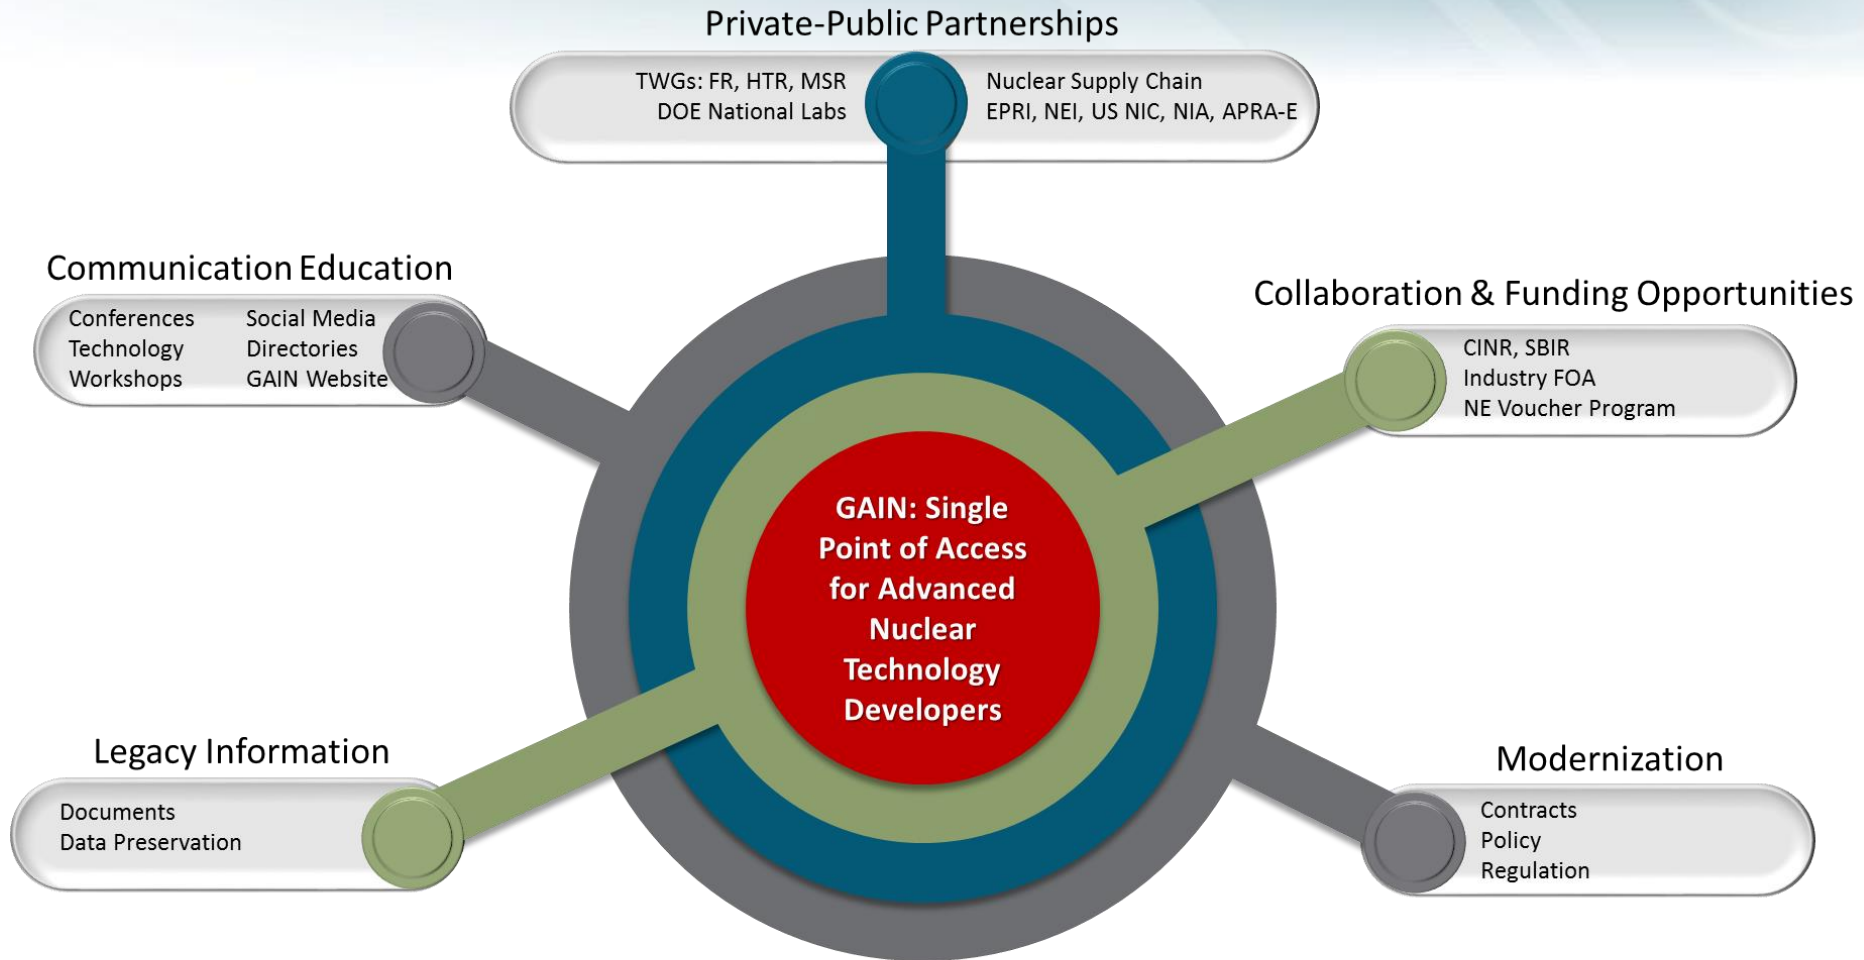 Private-Public Partnerships
TWGs: FR, HTR, MSR
DOE National Labs
Nuclear Supply Chain
EPRI, NEI, US NIC, NIA, APRA-E
Communication Education
Conferences
Technology
Workshops
Social Media
Directories
GAIN Website
Collaboration & Funding Opportunities
CINR, SBIR
Industry FOA
NE Voucher Program
GAIN: Single
Point of Access
for Advanced
Nuclear
Technology
Developers
Legacy Information
Documents
Data Preservation
Modernization
Contracts
Policy
Regulation